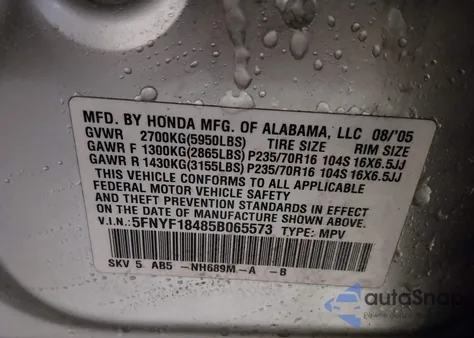 MFD. BY HONDA MFG. OF ALABAMA, LLC 08/'05
GVWR 2700KG(5950LBS) TIRE SIZE RIM SIZE
GAWR F 1300KG(2865LBS) P235/70R16 104S 16X6.5JJ
GAWR R 1430KG(3155LBS) P235/70R16 104S 16X6.5JJ
THIS VEHICLE CONFORMS TO ALL APPLICABLE
FEDERAL MOTOR VEHICLE SAFETY
AND THEFT PREVENTION STANDARDS IN EFFECT
ON THE DATE OF MANUFACTURE SHOWN ABOVE.
V.I.N.:5FNYF18485B065573 TYPE: MPV
SKV 5 AB5 -NH689M-A -B
autoSnap